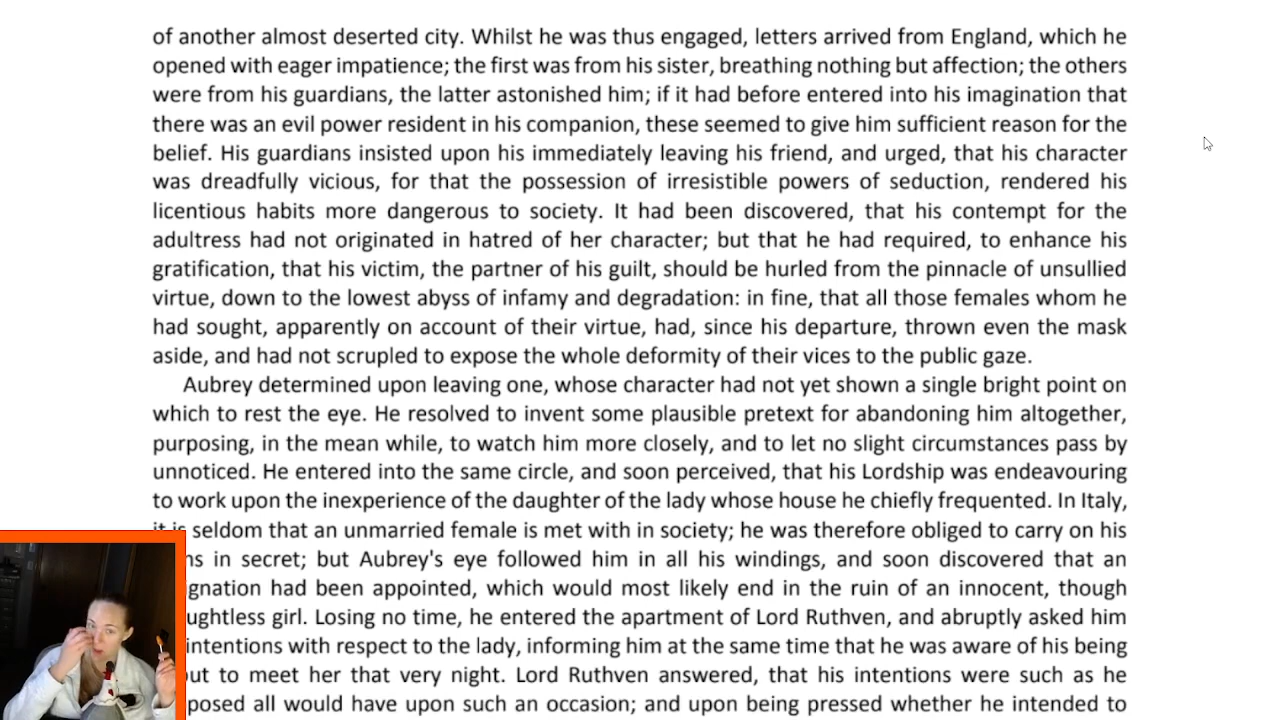 of another almost deserted city. Whilst he was thus engaged, letters arrived from England, which he
opened with eager impatience; the first was from his sister, breathing nothing but affection; the others
were from his guardians, the latter astonished him; if it had before entered into his imagination that
there was an evil power resident in his companion, these seemed to give him sufficient reason for the
belief. His guardians insisted upon his immediately leaving his friend, and urged, that his character
was dreadfully vicious, for that the possession of irresistible powers of seduction, rendered his
licentious habits more dangerous to society. It had been discovered, that his contempt for the
adultress had not originated in hatred of her character; but that he had required, to enhance his
gratification, that his victim, the partner of his guilt, should be hurled from the pinnacle of unsullied
virtue, down to the lowest abyss of infamy and degradation: in fine, that all those females whom he
had sought, apparently on account of their virtue, had, since his departure, thrown even the mask
aside, and had not scrupled to expose the whole deformity of their vices to the public gaze.
Aubrey determined upon leaving one, whose character had not yet shown a single bright point on
which to rest the eye. He resolved to invent some plausible pretext for abandoning him altogether,
purposing, in the mean while, to watch him more closely, and to let no slight circumstances pass by
unnoticed. He entered into the same circle, and soon perceived, that his Lordship was endeavouring
to work upon the inexperience of the daughter of the lady whose house he chiefly frequented. In Italy,
it is seldom that an unmarried female is met with in society; he was therefore obliged to carry on his
in secret; but Aubrey's eye followed him in all his windings, and soon discovered that an
had been appointed, which would most likely end in the ruin of an innocent, though
girl. Losing no time, he entered the apartment of Lord Ruthven, and abruptly asked him
intentions with respect to the lady, informing him at the same time that he was aware of his being
to meet her that very night. Lord Ruthven answered, that his intentions were such as he
all would have upon such an occasion; and upon being pressed whether he intended to